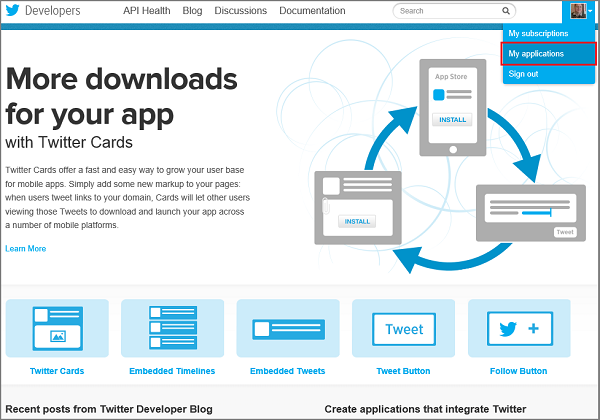 Developers
API Health
Blog
Discussions
Documentation
Search
My subscriptions
My applications
Sign out
More downloads
for your app
with Twitter Cards
Twitter Cards offer a fast and easy way to grow your user base
for mobile apps. Simply add some new markup to your pages:
when users tweet links to your domain, Cards will let other users
viewing those Tweets to download and launch your app across
a number of mobile platforms.
Learn More
App Store
INSTALL
INSTALL
Tweet
Tweet
Twitter Cards
Embedded Timelines
Embedded Tweets
Tweet Button
Follow Button
Recent posts from Twitter Developer Blog
Create applications that integrate Twitter